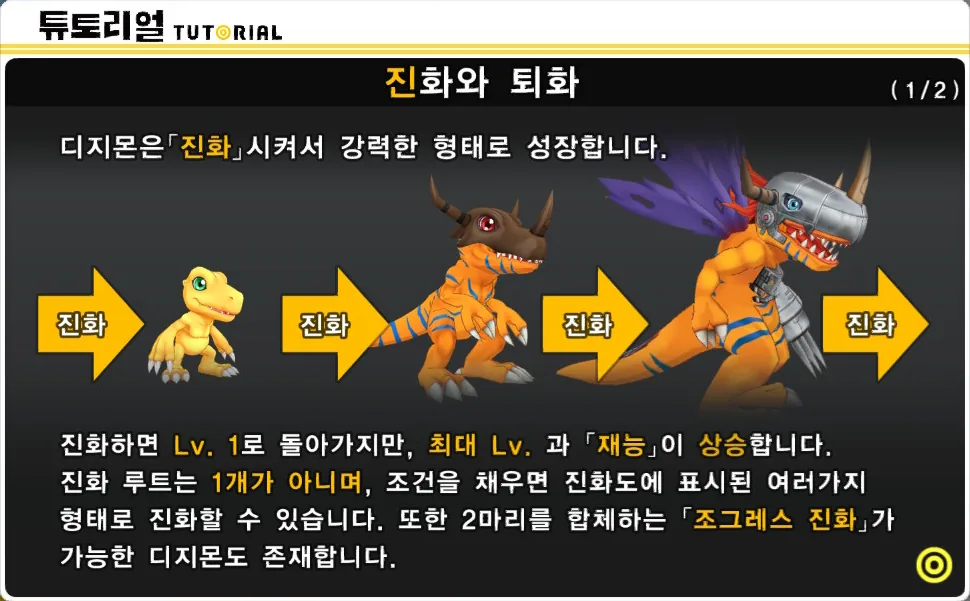 튜토리얼 TUTORIAL
진화와 퇴화
(1/2)
디지몬은「진화」시켜서 강력한 형태로 성장합니다.
진화
진화
진화
진화
진화하면 Lv. 1로 돌아가지만, 최대 Lv. 과 「재능」이 상승합니다.
진화 루트는 1개가 아니며, 조건을 채우면 진화도에 표시된 여러가지
형태로 진화할 수 있습니다. 또한 2마리를 합체하는 「조그레스 진화」가
가능한 디지몬도 존재합니다.